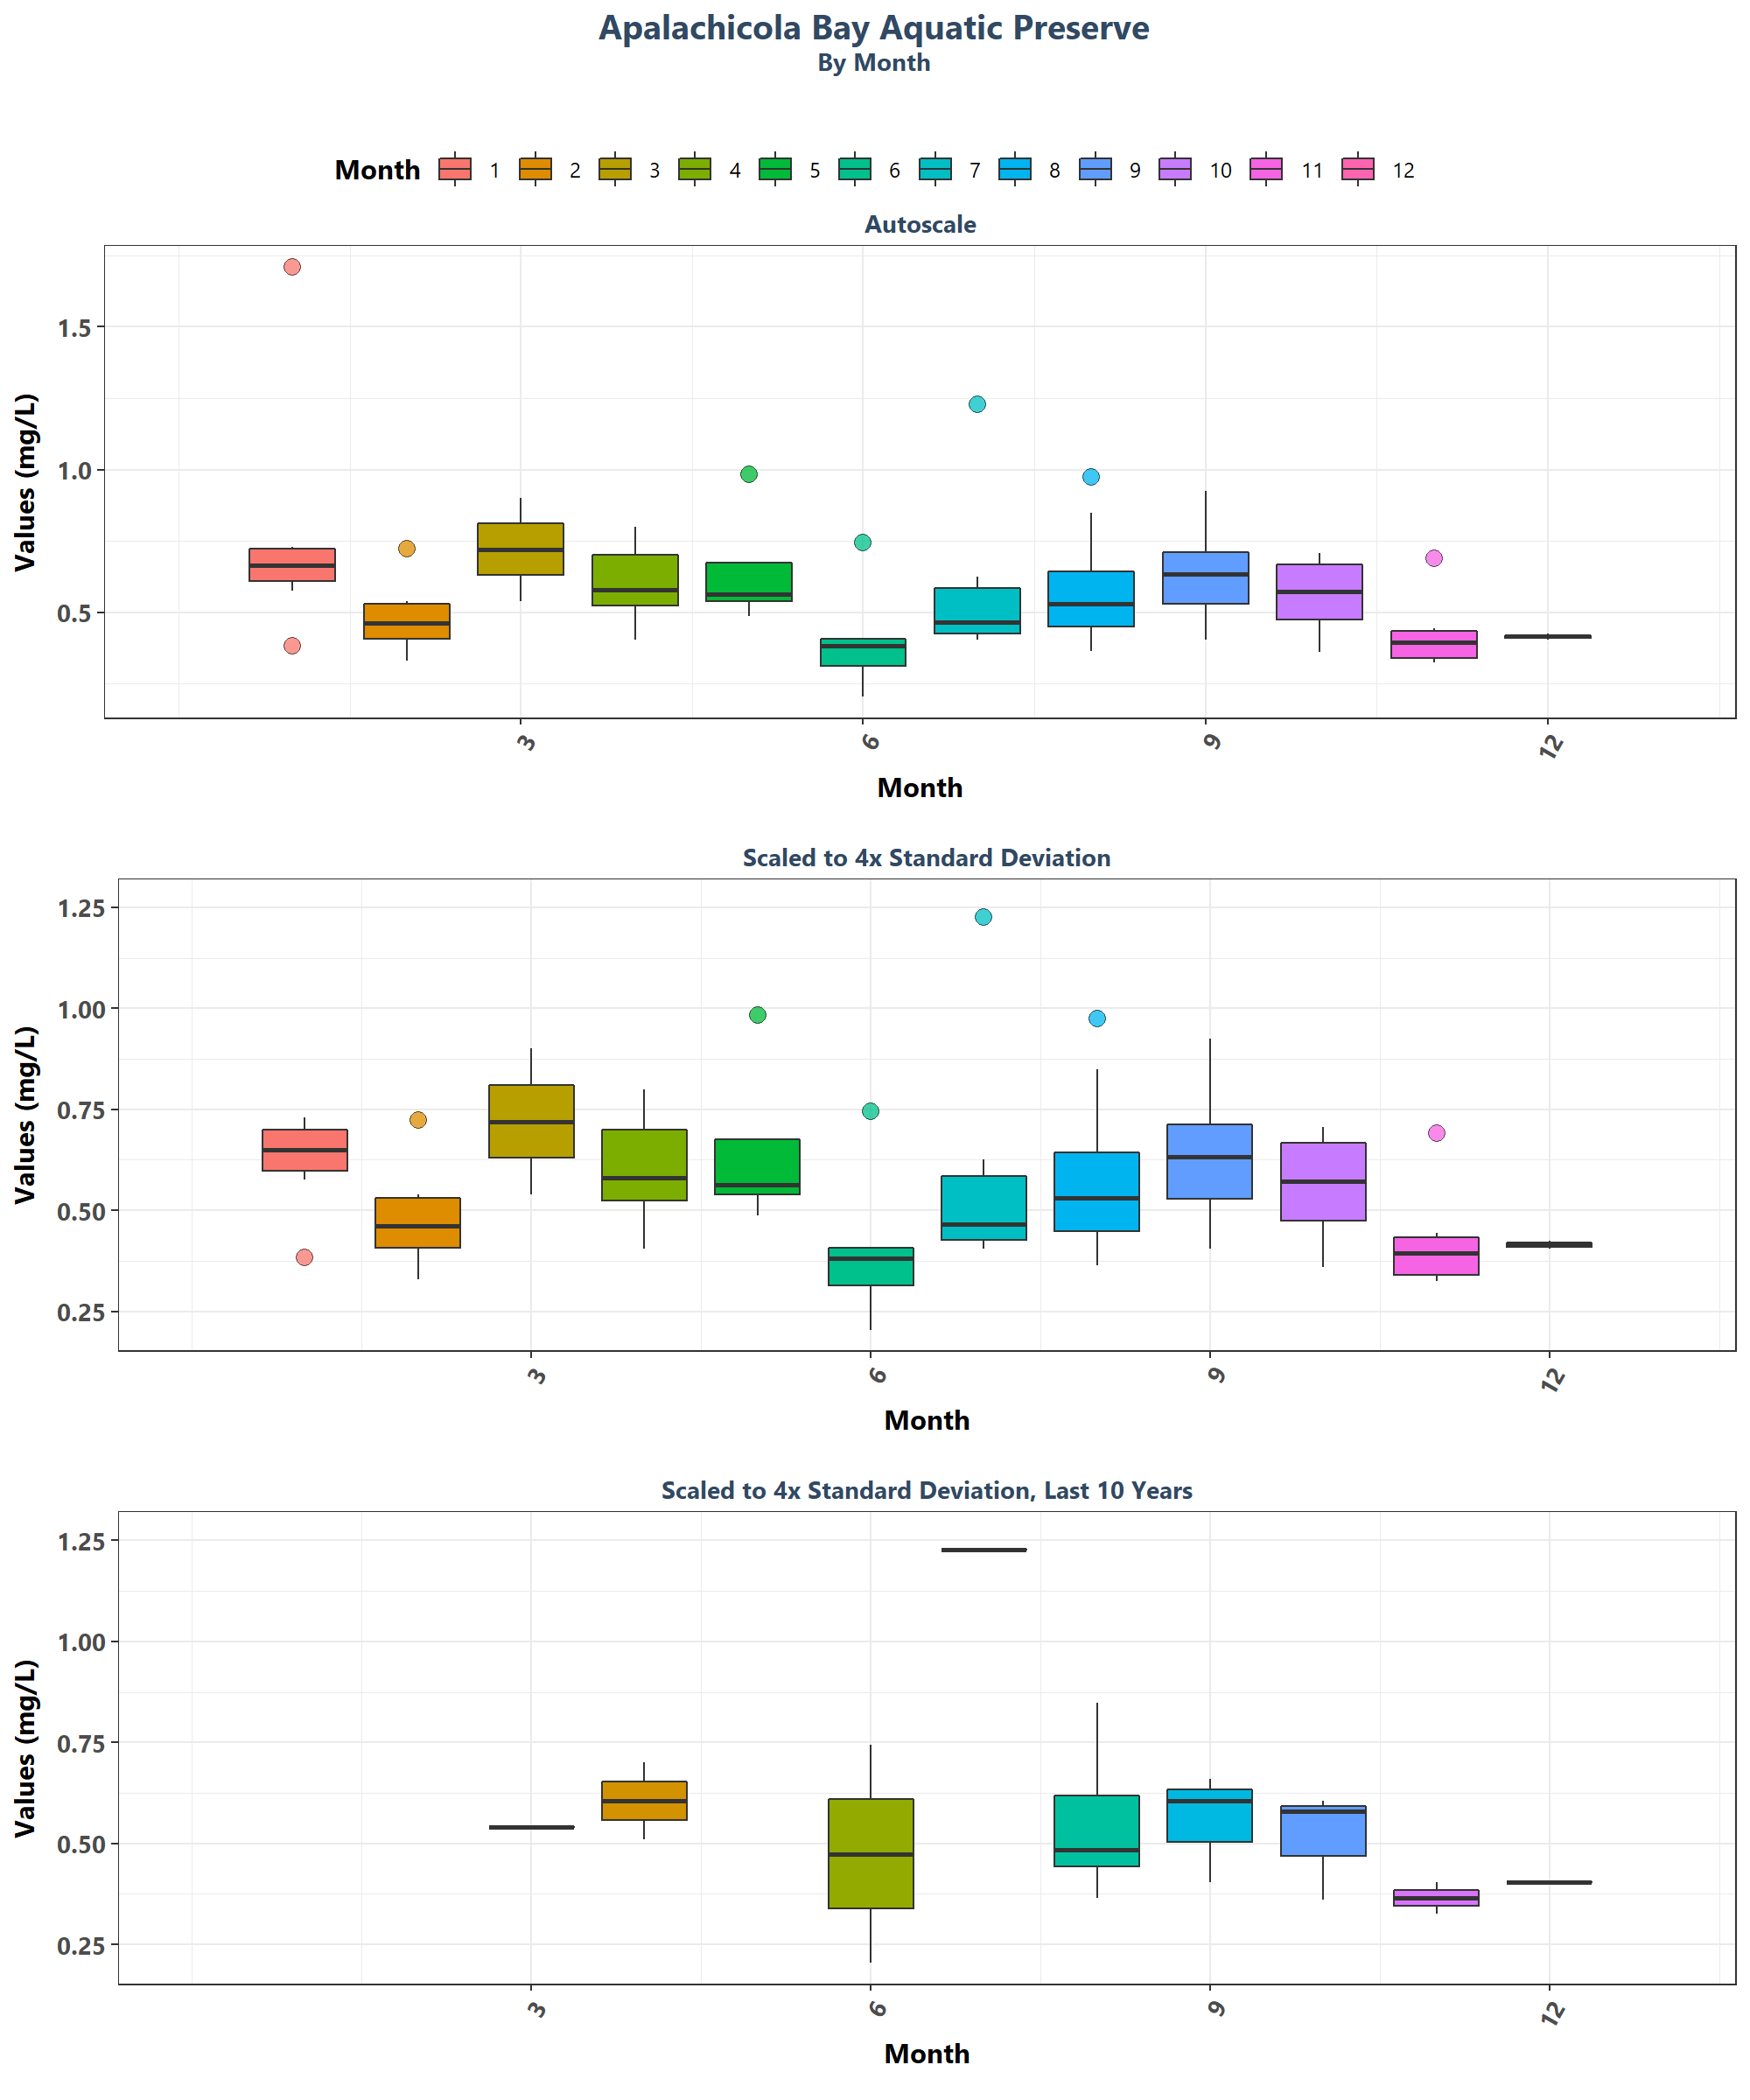 Apalachicola Bay Aquatic Preserve
By Month
Month 1 2 3 4 5 6 7 8 9 10 11 12
Autoscale
Values (mg/L)
1.5
1.0
0.5
3 6 9 12
Month
Scaled to 4x Standard Deviation
Values (mg/L)
1.25
1.00
0.75
0.50
0.25
3 6 9 12
Month
Scaled to 4x Standard Deviation, Last 10 Years
Values (mg/L)
1.25
1.00
0.75
0.50
0.25
3 6 9 12
Month